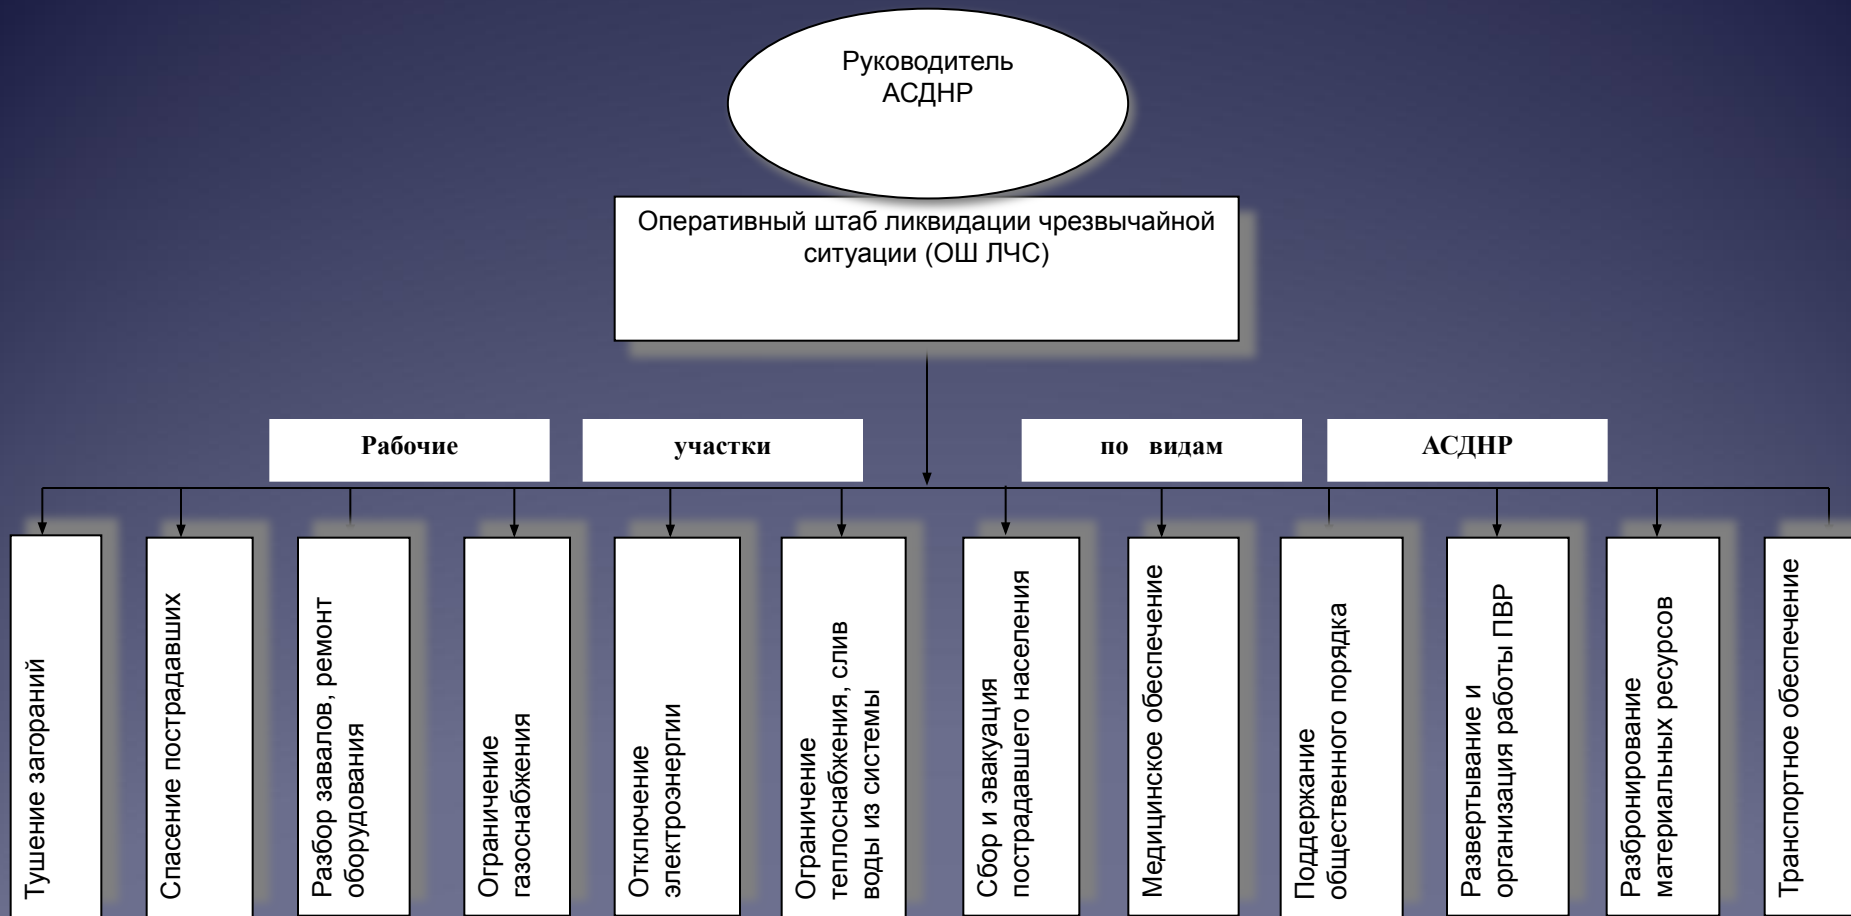 Руководитель
АСДНР
Оперативный штаб ликвидации чрезвычайной
ситуации (ОШ ЛЧС)
Рабочие
участки
по видам
АСДНР
Тушение загораний
Спасение пострадавших
Разбор завалов, ремонт
оборудования
Ограничение
газоснабжения
Отключение
электроэнергии
Ограничение
теплоснабжения, слив
воды из системы
Сбор и эвакуация
пострадавшего населения
Медицинское обеспечение
Поддержание
общественного порядка
Развертывание и
организация работы ПВР
Разбронирование
материальных ресурсов
Транспортное обеспечение